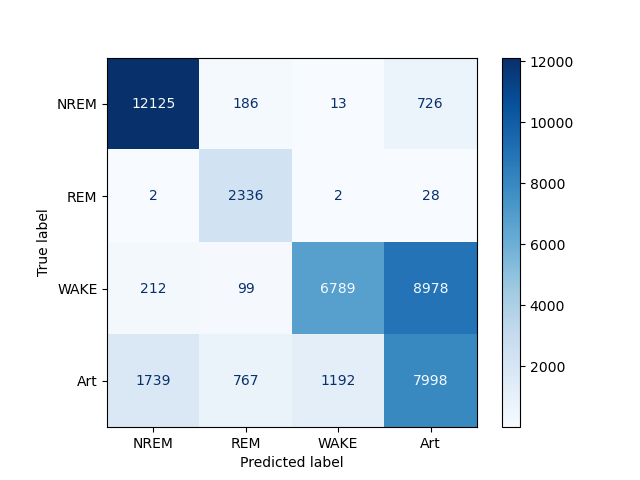 12000
NREM 12125 186 13 726
10000
REM 2 2336 2 28
8000
6000
True label
WAKE 212 99 6789 8978
4000
Art 1739 767 1192 7998
2000
NREM REM WAKE Art
Predicted label